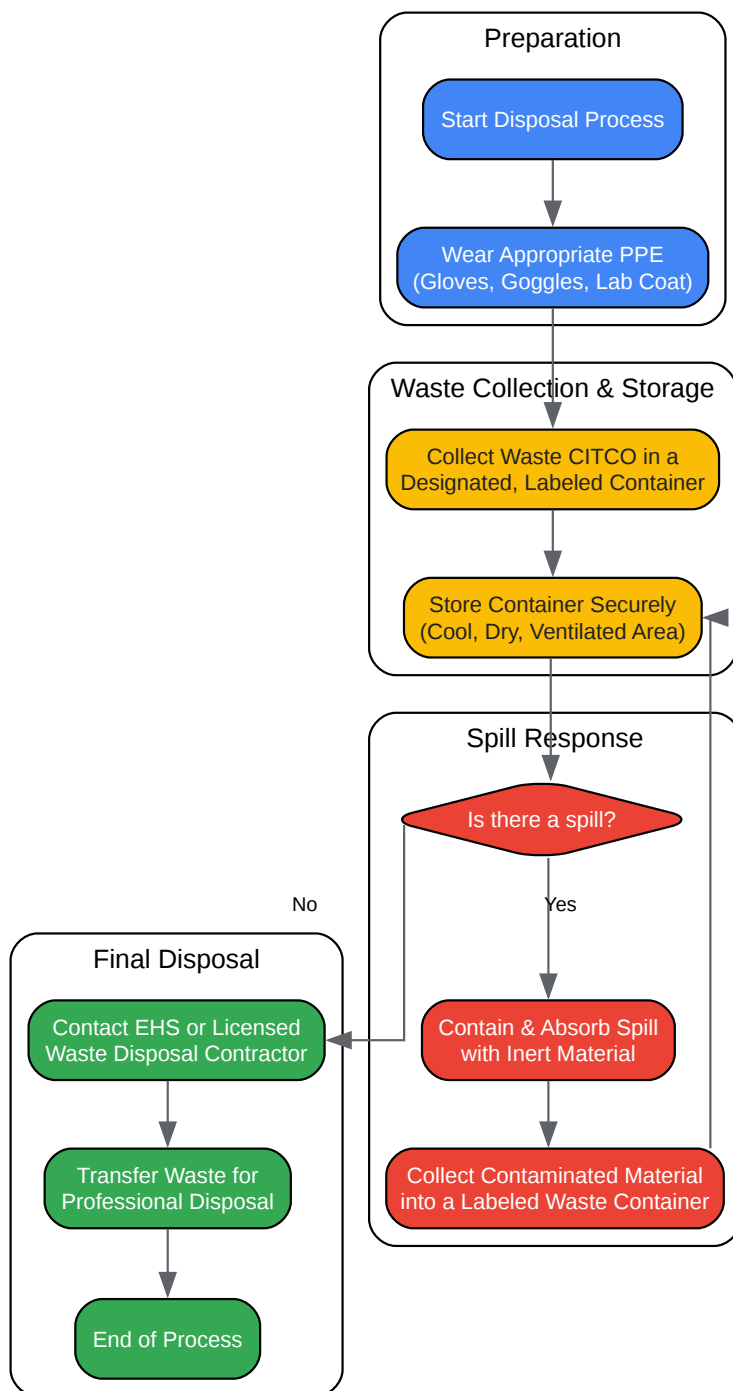 Preparation
Start Disposal Process
Wear Appropriate PPE
(Gloves, Goggles, Lab Coat)
Waste Collection & Storage
Collect Waste CITCO in a
Designated, Labeled Container
Store Container Securely
(Cool, Dry, Ventilated Area)
Spill Response
Is there a spill?
No
Yes
Final Disposal
Contact EHS or Licensed
Waste Disposal Contractor
Contain & Absorb Spill
with Inert Material
Transfer Waste for
Professional Disposal
Collect Contaminated Material
into a Labeled Waste Container
End of Process